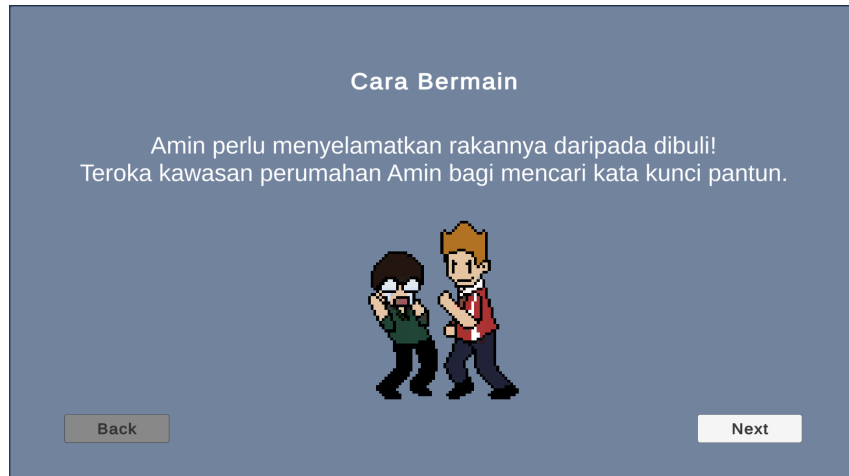 Cara Bermain
Amin perlu menyelamatkan rakannya daripada dibuli!
Teroka kawasan perumahan Amin bagi mencari kata kunci pantun.
Back
Next